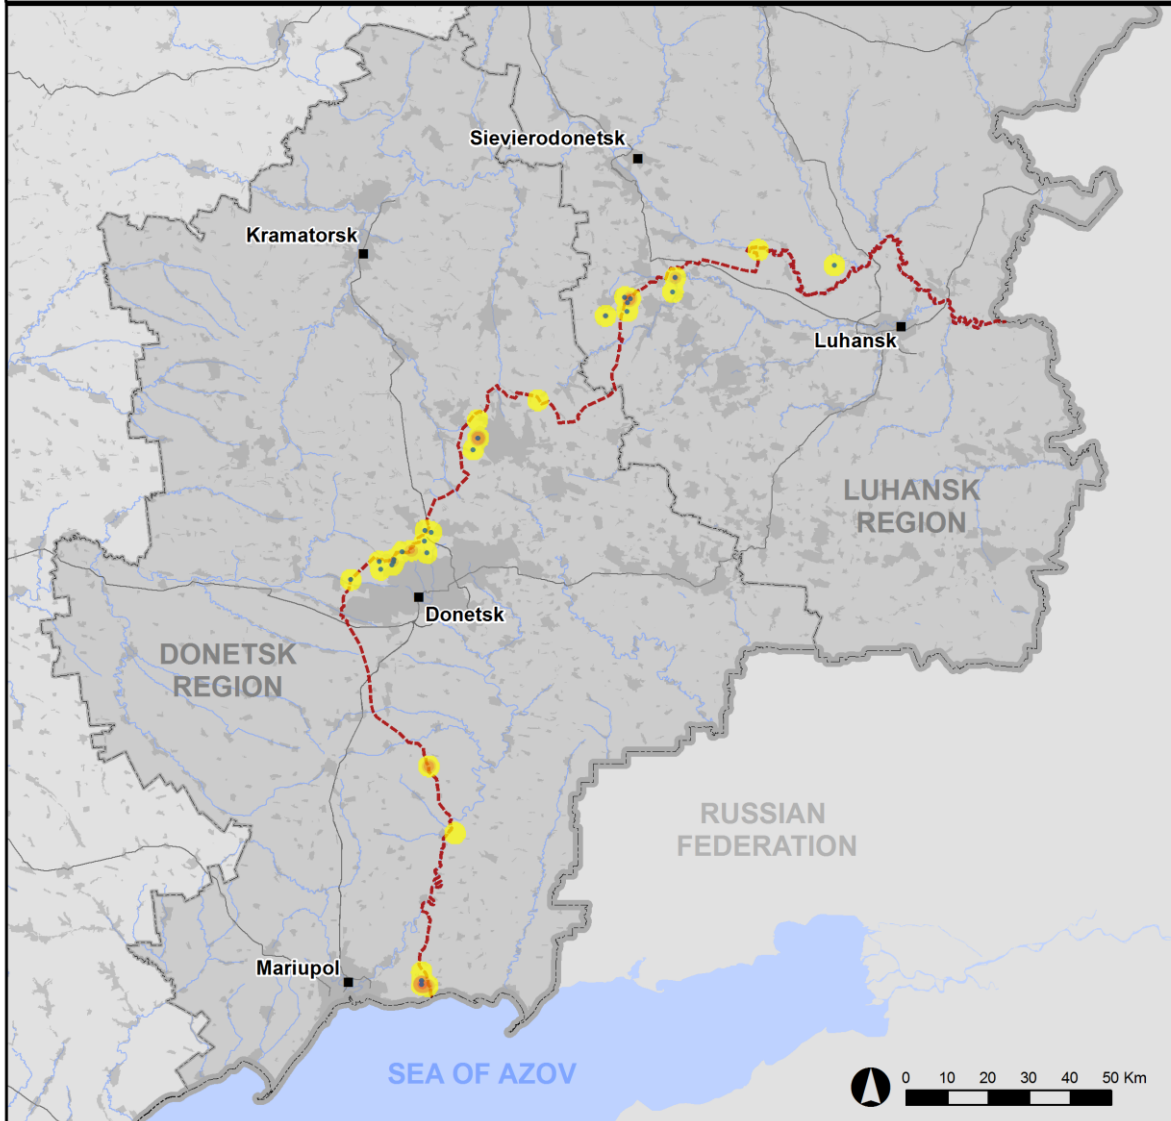 Sievierodonetsk
Kramatorsk
Luhansk
LUHANSK
REGION
Donetsk
DONETSK
REGION
RUSSIAN
FEDERATION
Mariupol
SEA OF AZOV
0 10 20 30 40 50 Km